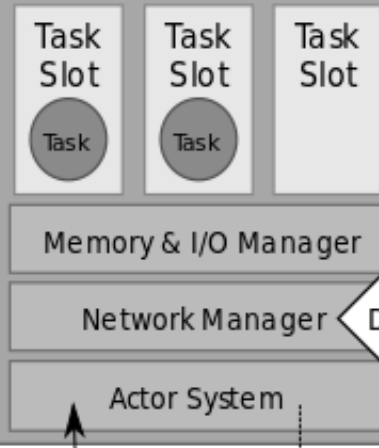 Task
Slot
Task
Task
Slot
Task
Task
Slot
Memory & I/O Manager
Network Manager
Actor System